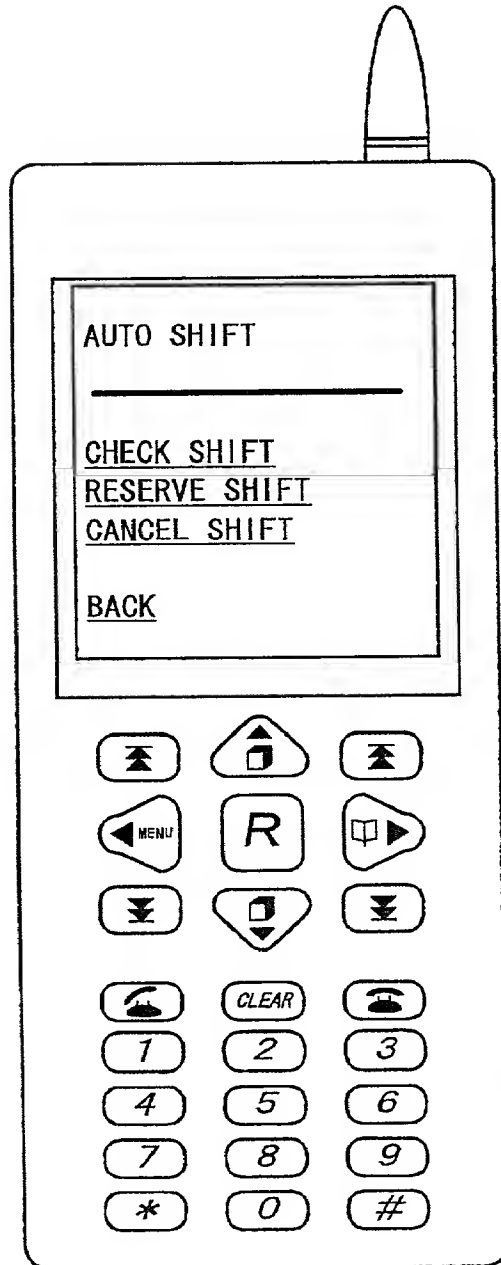 AUTO SHIFT
CHECK SHIFT
RESERVE SHIFT
CANCEL SHIFT
BACK
MENU
R
CLEAR
1 2 3
4 5 6
7 8 9
* 0 #